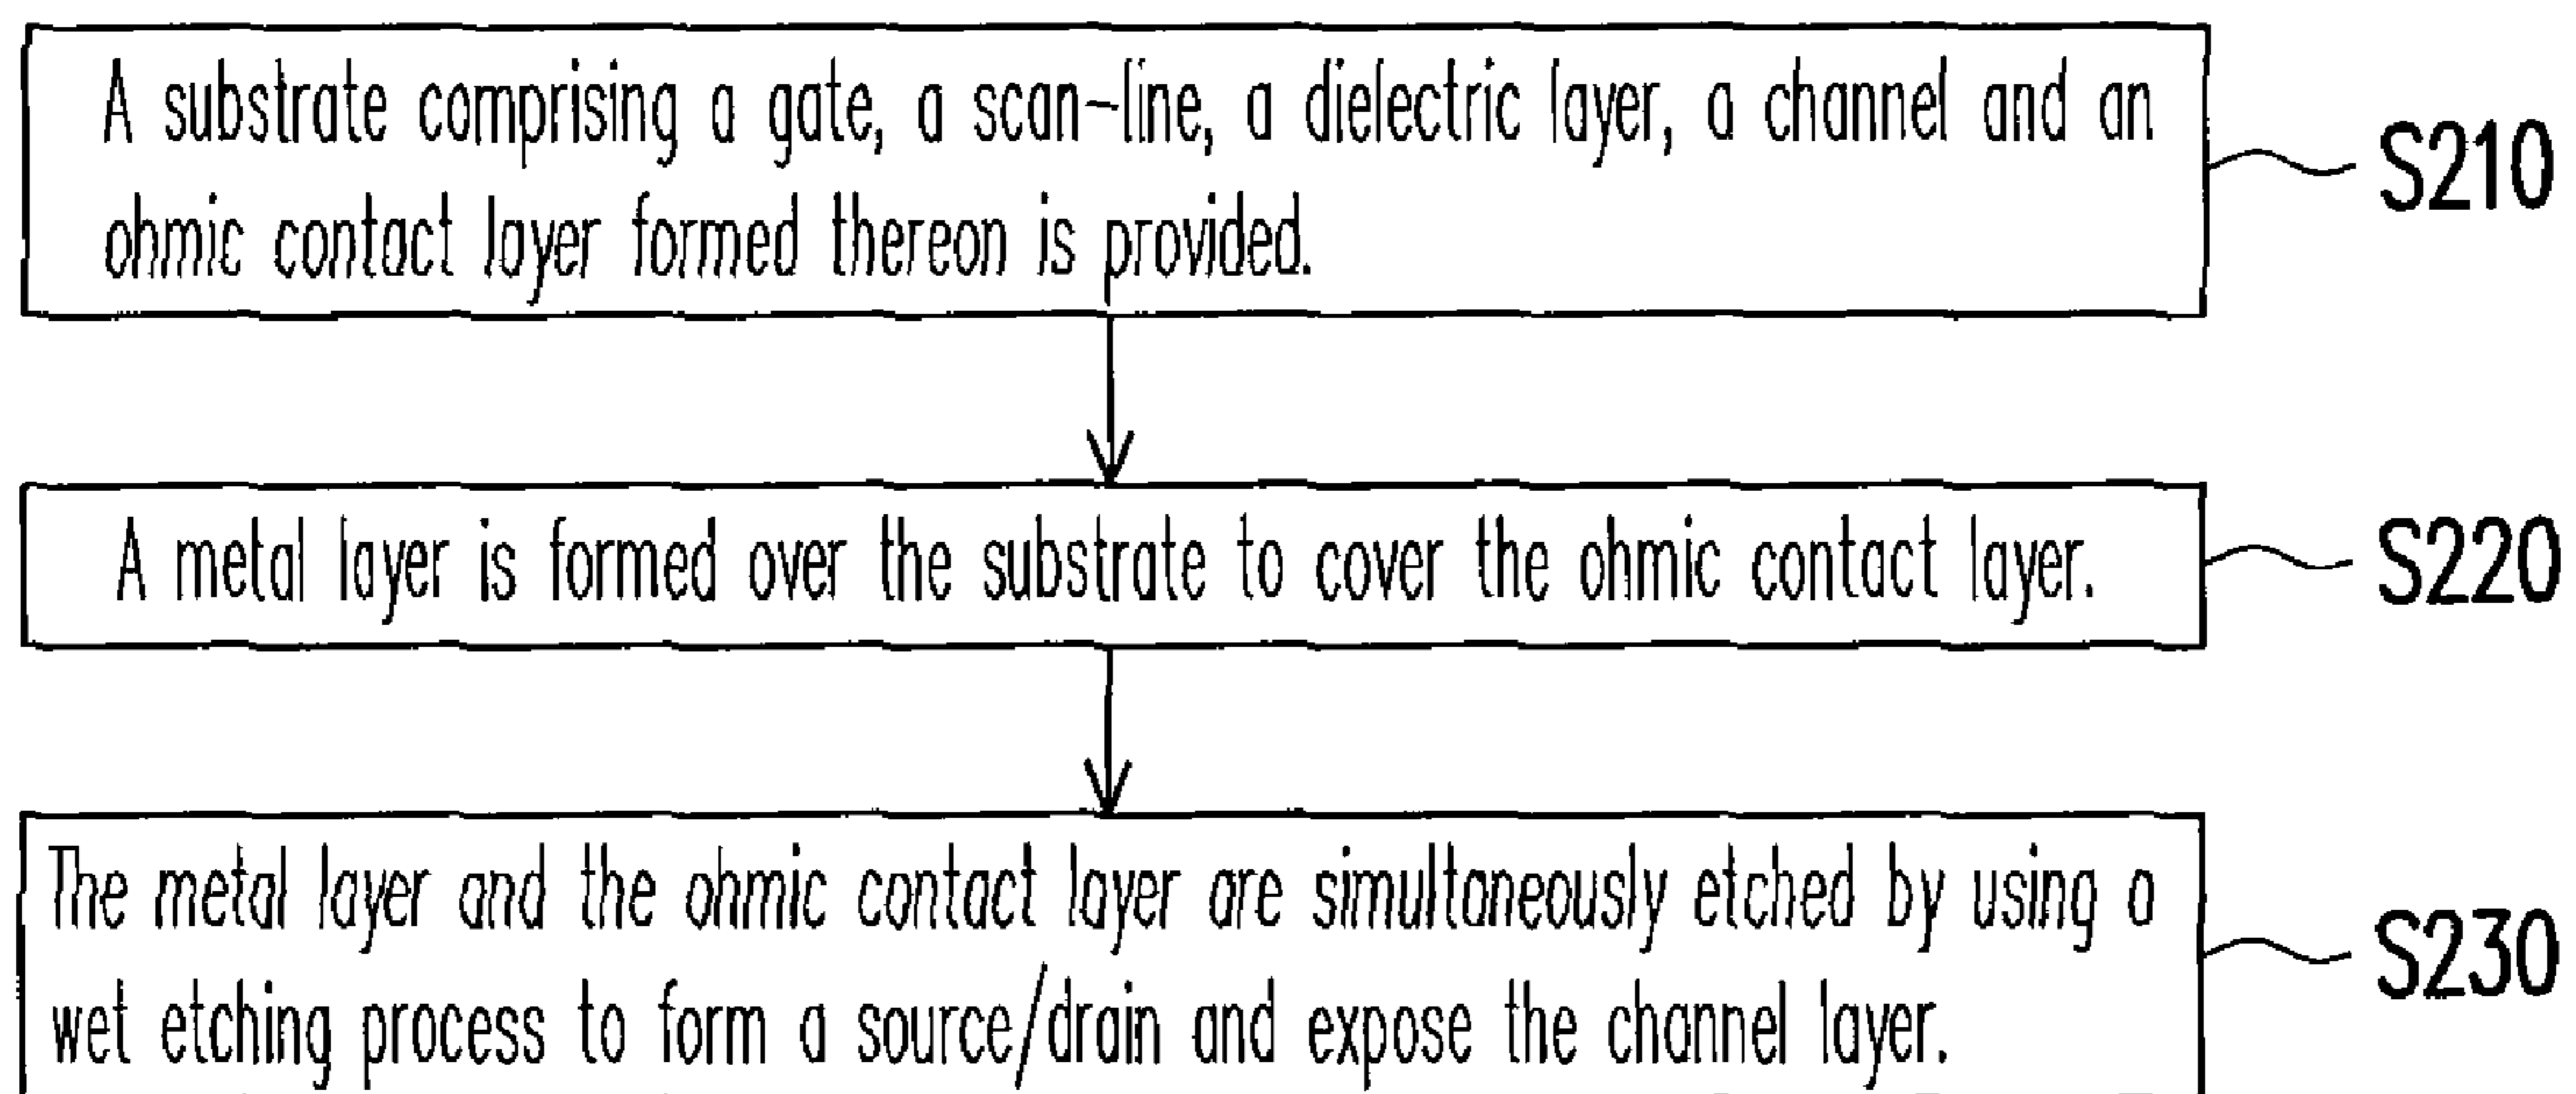 A substrate comprising a gate, a scan-line, a dielectric layer, a channel and an
ohmic contact layer formed thereon is provided.
S210
A metal layer is formed over the substrate to cover the ohmic contact layer.
S220
The metal layer and the ohmic contact layer are simultaneously etched by using a
wet etching process to form a source/drain and expose the channel layer.
S230